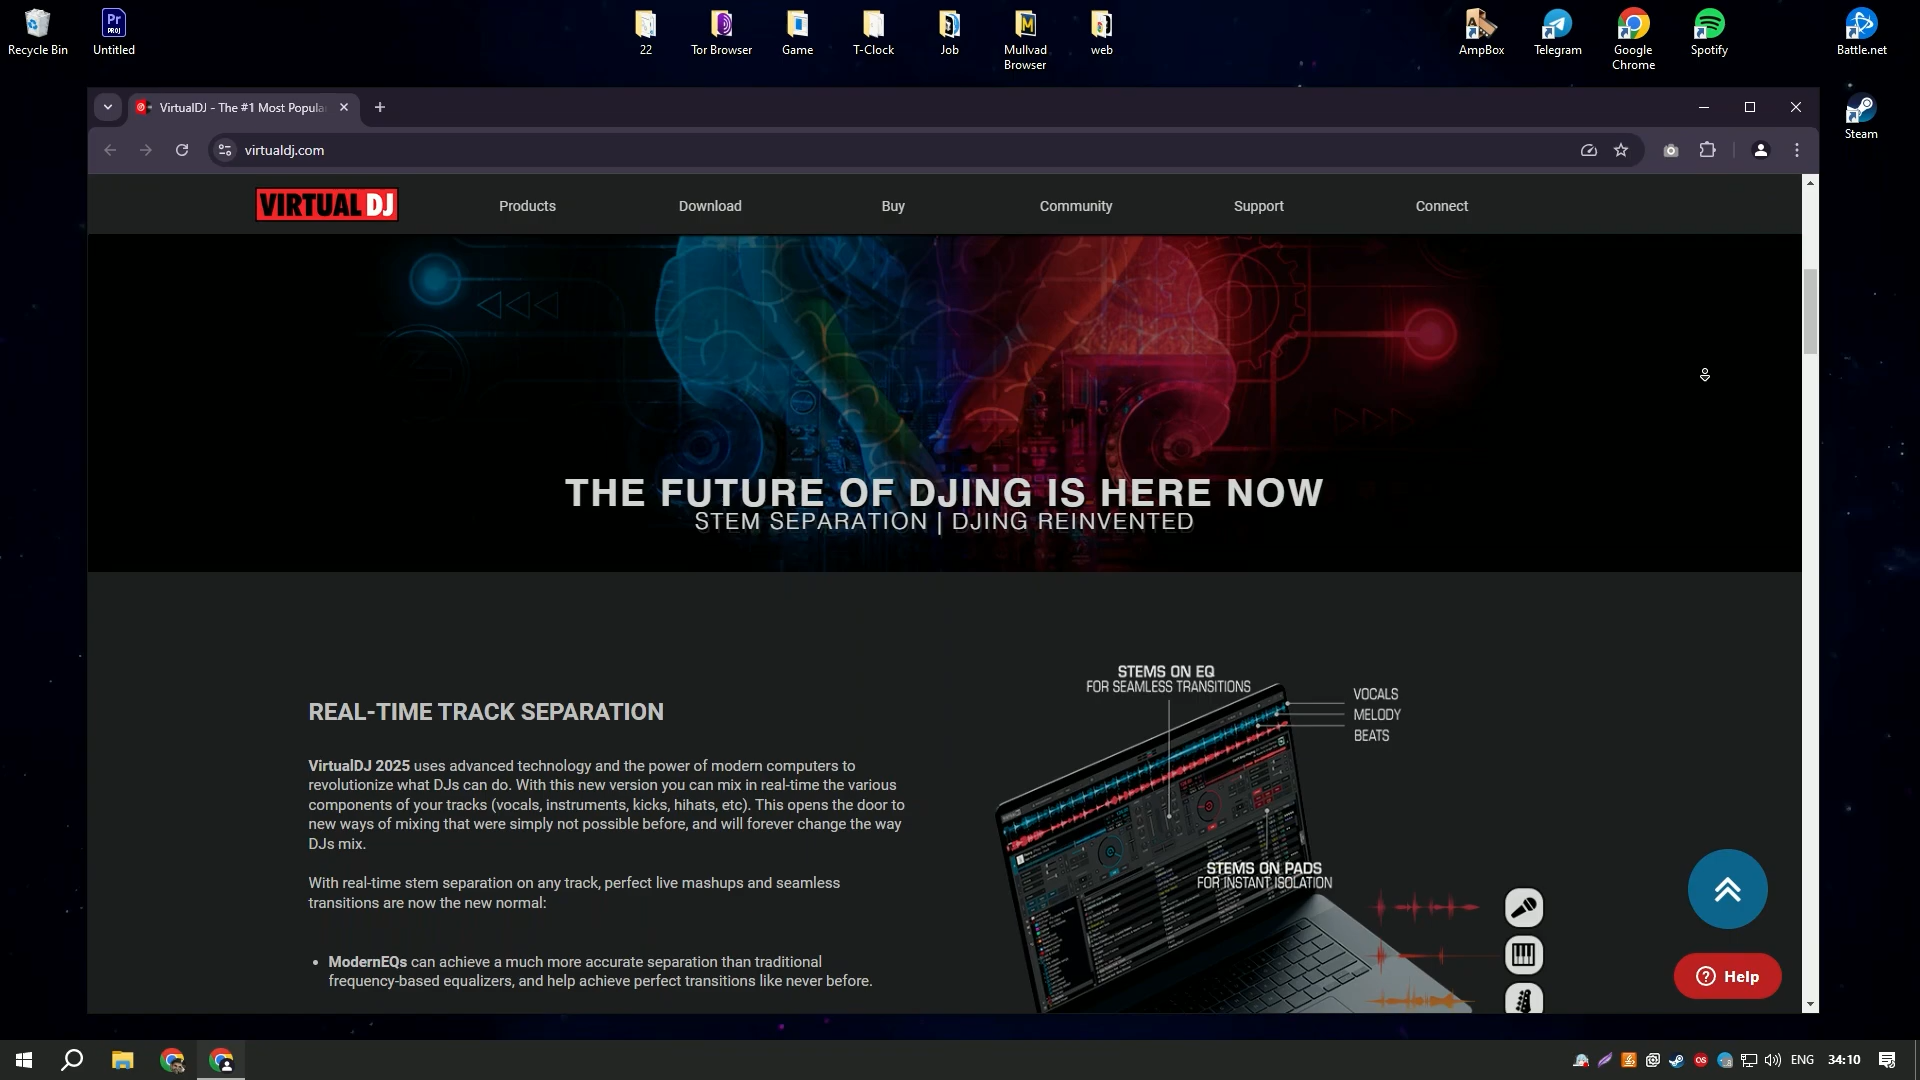 Recycle Bin
Untitled
22
Tor Browser
Game
T-Clock
Job
Mullvad
Browser
web
AmpBox
Telegram
Google
Chrome
Spotify
Battle.net
Steam
Pr
PROJ
VirtualDJ - The #1 Most Popula
virtualdj.com
VIRTUAL DJ
Products
Download
Buy
Community
Support
Connect
THE FUTURE OF DJING IS HERE NOW
STEM SEPARATION | DJING REINVENTED
STEMS ON EQ
FOR SEAMLESS TRANSITIONS
VOCALS
MELODY
BEATS
REAL-TIME TRACK SEPARATION
VirtualDJ 2025 uses advanced technology and the power of modern computers to
revolutionize what DJs can do. With this new version you can mix in real-time the various
components of your tracks (vocals, instruments, kicks, hihats, etc). This opens the door to
new ways of mixing that were simply not possible before, and will forever change the way
DJs mix.
With real-time stem separation on any track, perfect live mashups and seamless
transitions are now the new normal:
• ModernEQs can achieve a much more accurate separation than traditional
frequency-based equalizers, and help achieve perfect transitions like never before.
STEMS ON PADS
FOR INSTANT ISOLATION
Help
ENG
34:10